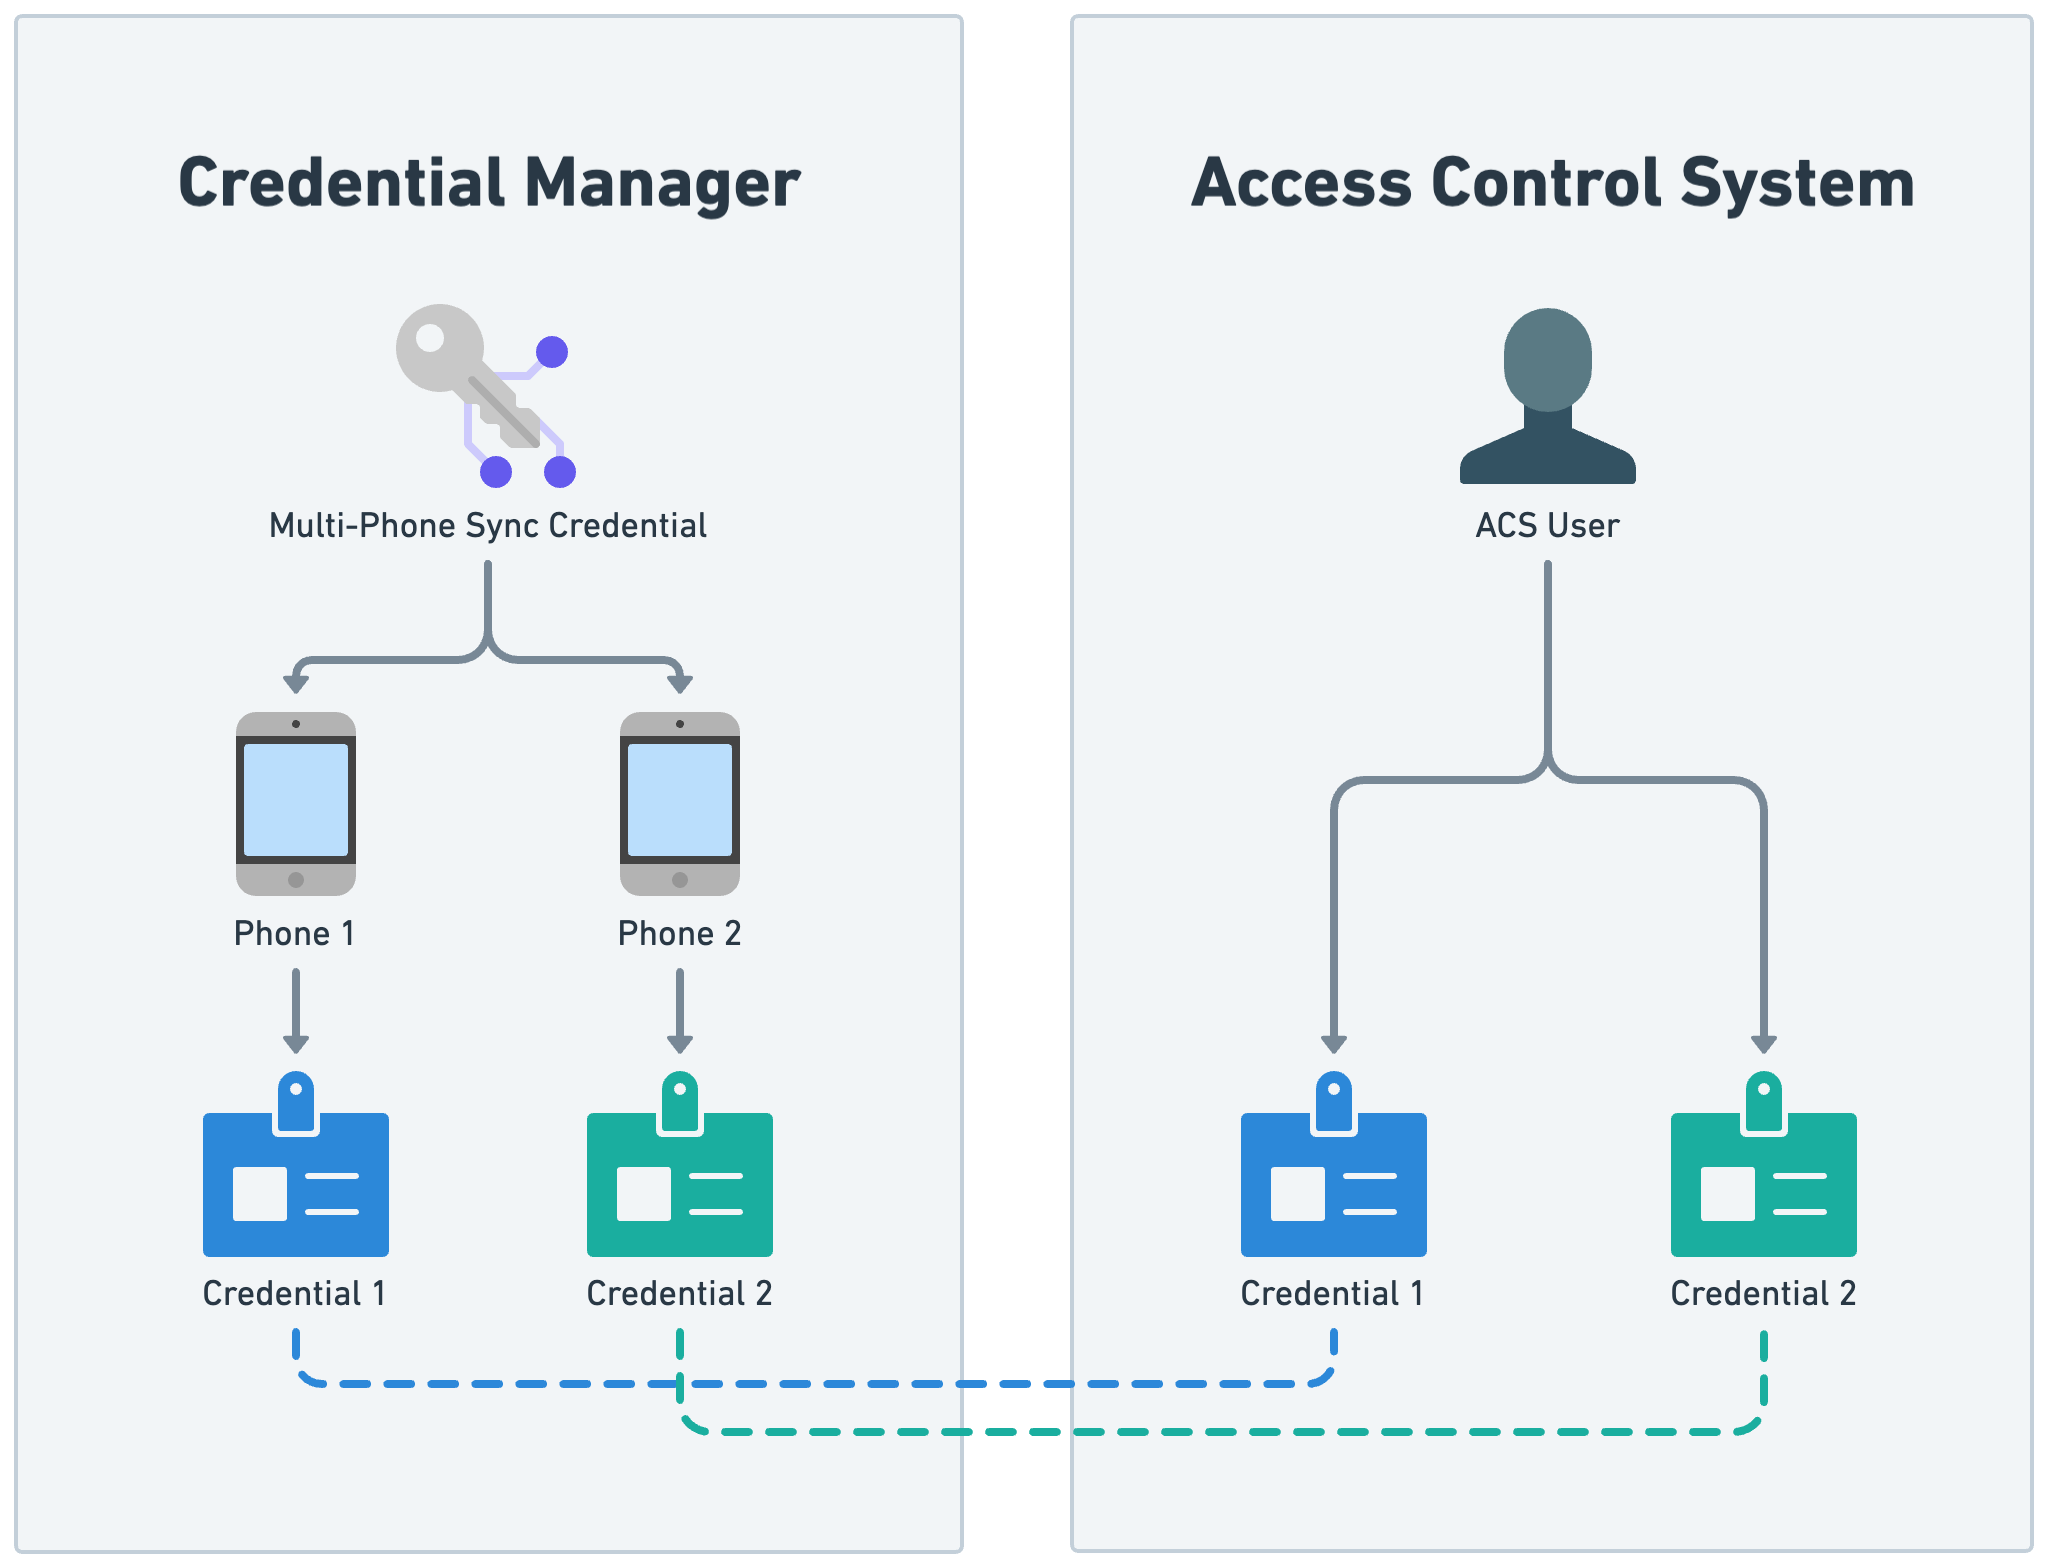 Credential Manager
Multi-Phone Sync Credential
Phone 1
Phone 2
Credential 1
Credential 2
Access Control System
ACS User
Credential 1
Credential 2